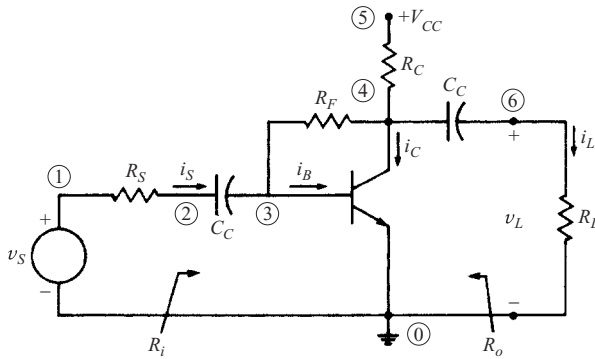 ⑤ +V_CC
R_C
④
C_C
⑥
R_F
+
i_C
i_L
①
R_S
i_S
i_B
② C_C ③
+
v_S
v_L
R_L
−
−
⓪
R_i
R_o